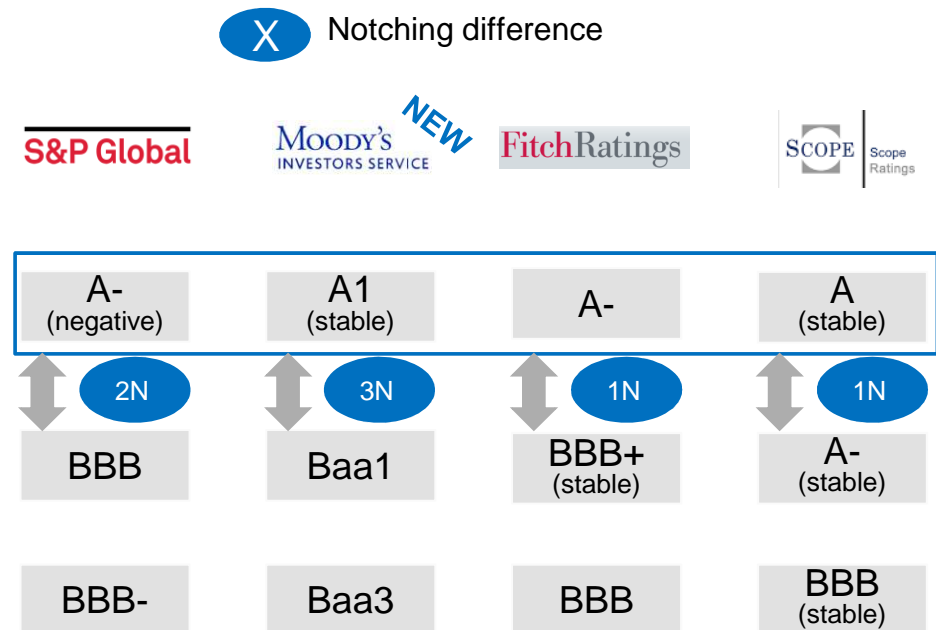 X Notching difference
S&P Global
MOODY'S
INVESTORS SERVICE
NEW
FitchRatings
SCOPE
Scope
Ratings
A-
(negative)
A1
(stable)
A-
A
(stable)
2N
3N
1N
1N
BBB
Baa1
BBB+
(stable)
A-
(stable)
BBB-
Baa3
BBB
BBB
(stable)